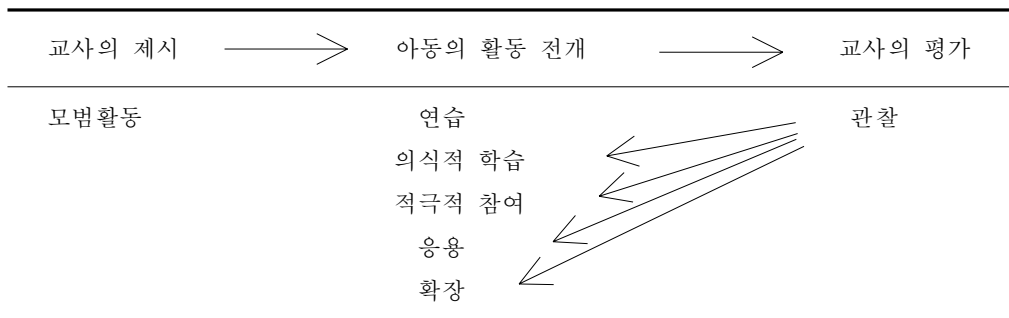 교사의 제시 아동의 활동 전개 교사의 평가
모범활동 연습 관찰
의식적 학습
적극적 참여
응용
확장